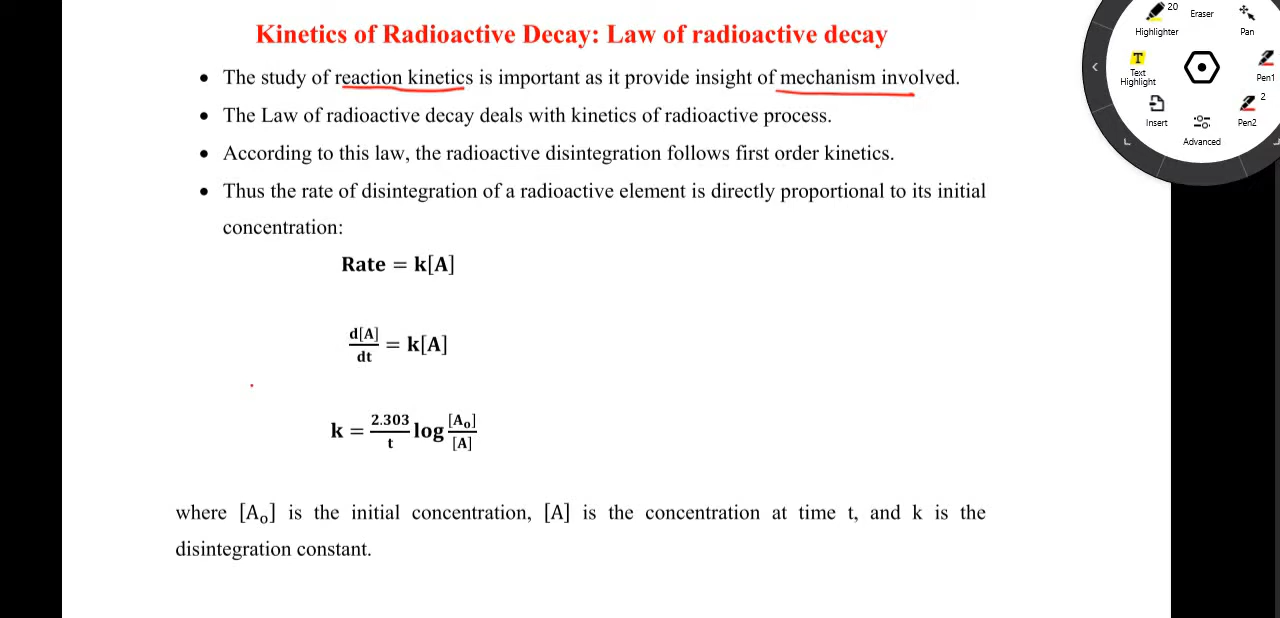 Kinetics of Radioactive Decay: Law of radioactive decay
• The study of reaction kinetics is important as it provide insight of mechanism involved.
• The Law of radioactive decay deals with kinetics of radioactive process.
• According to this law, the radioactive disintegration follows first order kinetics.
• Thus the rate of disintegration of a radioactive element is directly proportional to its initial
concentration:
Rate = k[A]
d[A]/dt = k[A]
k = 2.303/t log [Aₒ]/[A]
where [Aₒ] is the initial concentration, [A] is the concentration at time t, and k is the
disintegration constant.
20
Highlighter
Eraser
Pan
T
Text
Highlight
Pen1
2
Insert
Advanced
Pen2